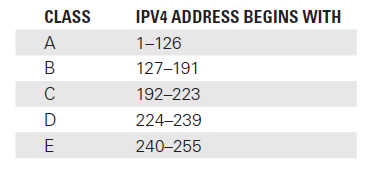 CLASS IPV4 ADDRESS BEGINS WITH
A 1–126
B 127–191
C 192–223
D 224–239
E 240–255